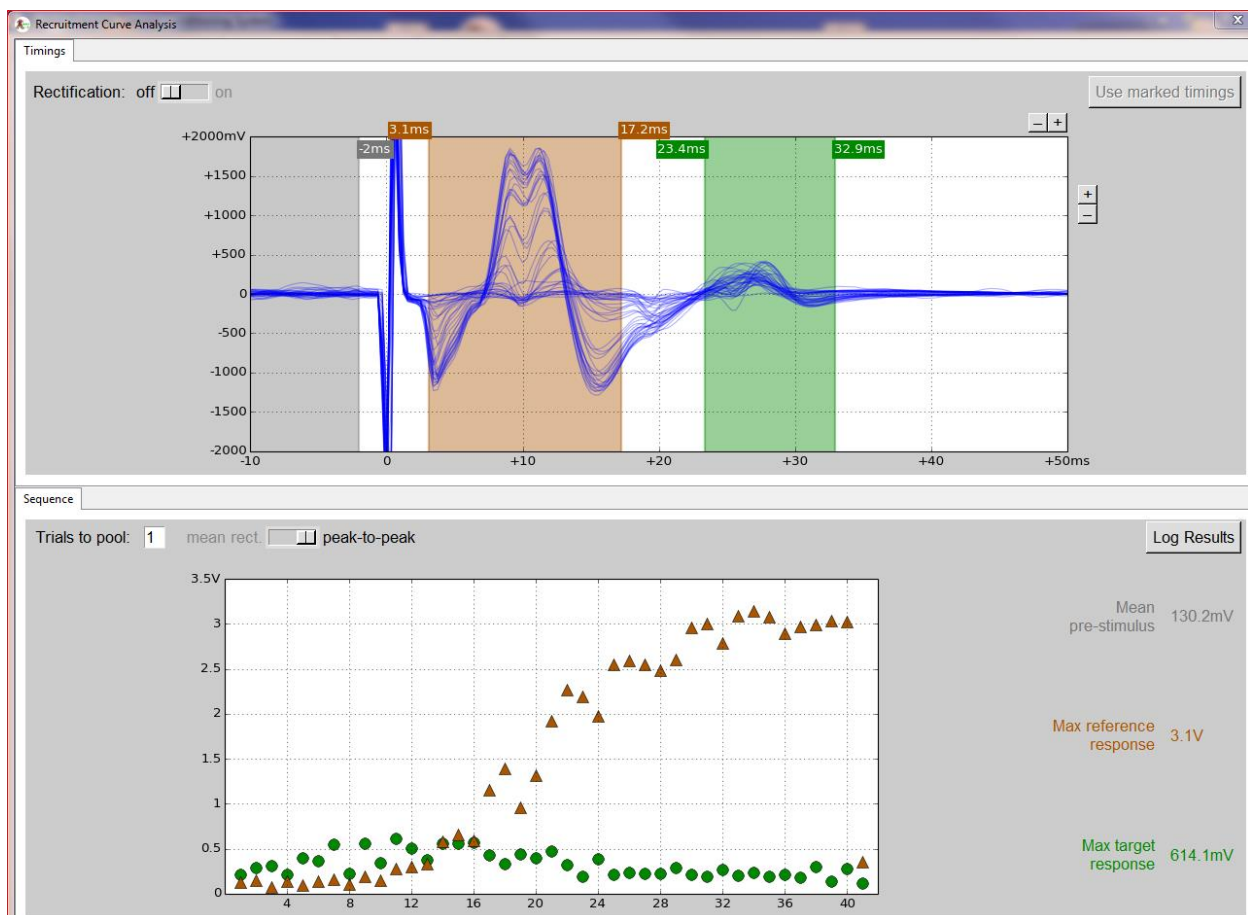 Recruitment Curve Analysis
Timings
Rectification: off on
Use marked timings
3.1ms 17.2ms
- +
+2000mV
-2ms 23.4ms 32.9ms
+1500
+
+1000
-
+500
0
-500
-1000
-1500
-2000
-10 0 +10 +20 +30 +40 +50ms
Sequence
Trials to pool: 1 mean rect. peak-to-peak
Log Results
3.5V
3
2.5
2
1.5
1
0.5
0
4 8 12 16 20 24 28 32 36 40
Mean
pre-stimulus 130.2mV
Max reference
response 3.1V
Max target
response 614.1mV